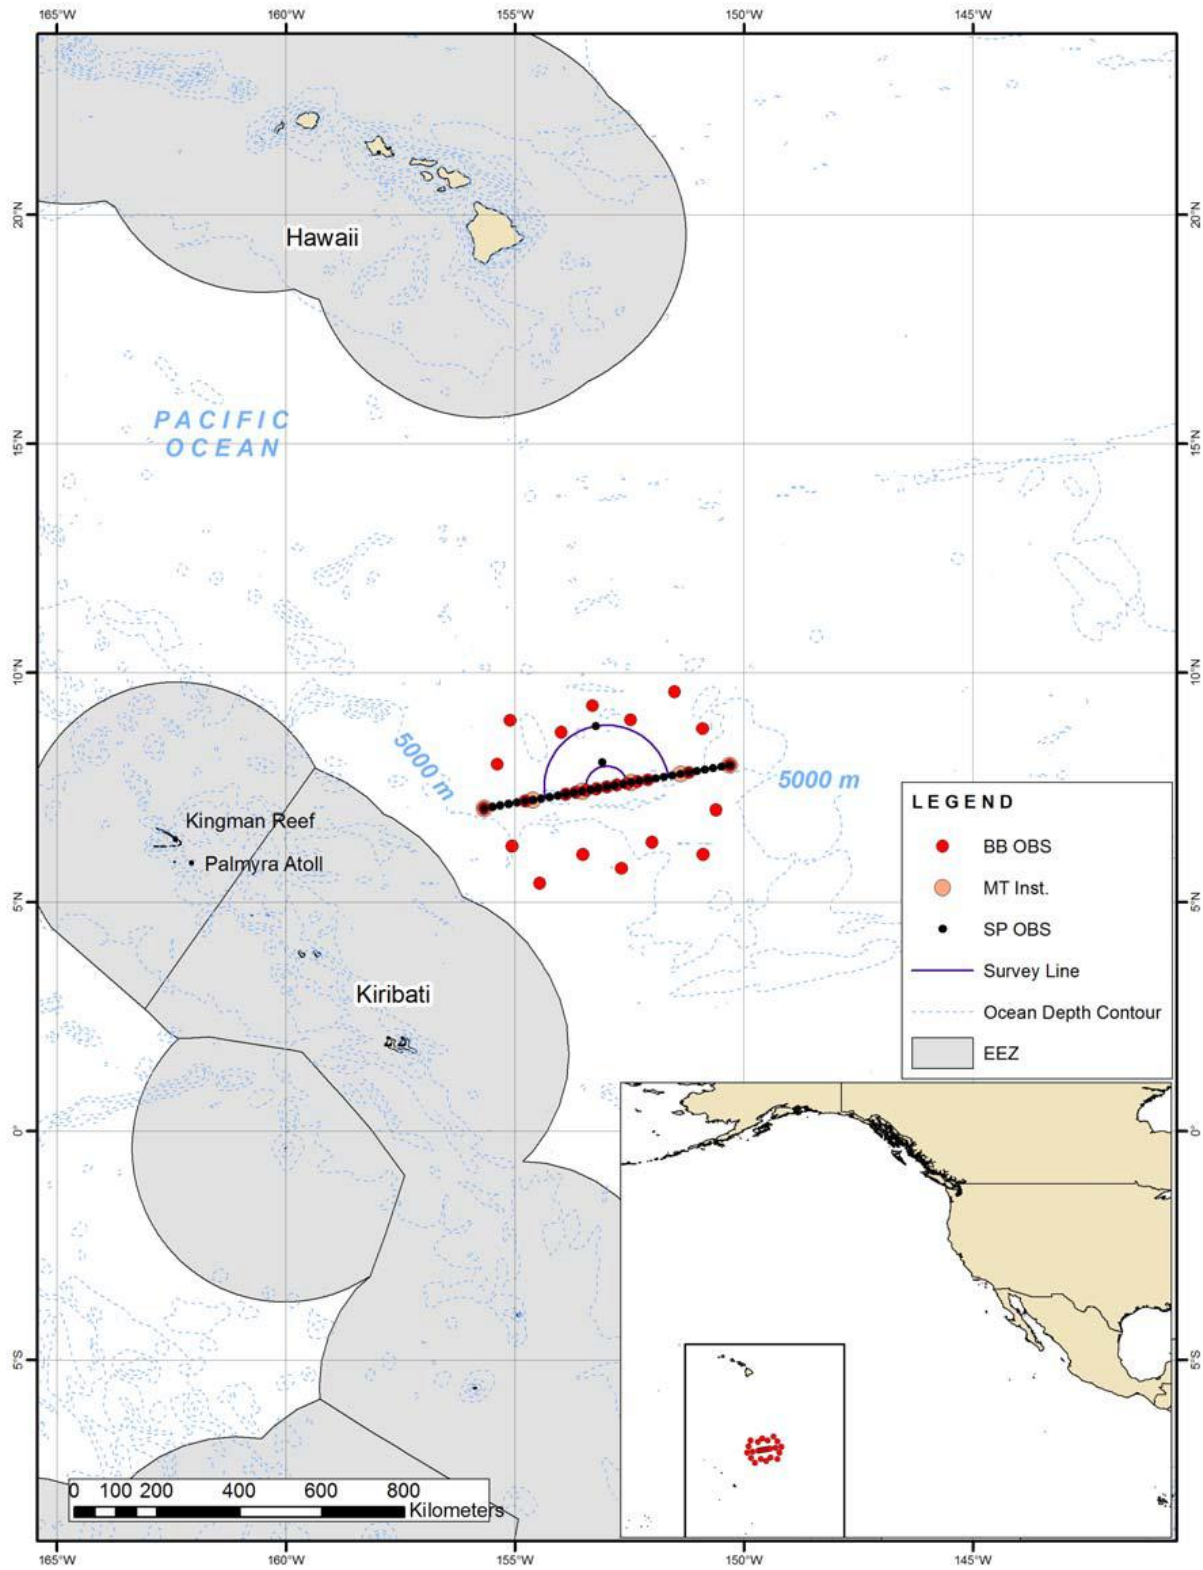 165°W 160°W 155°W 150°W 145°W
20°N 20°N
Hawaii
PACIFIC
OCEAN
15°N 15°N
10°N 10°N
5000 m
5000 m
Kingman Reef
Palmyra Atoll
5°N 5°N
Kiribati
LEGEND
BB OBS
MT Inst.
SP OBS
Survey Line
Ocean Depth Contour
EEZ
0° 0°
5°S 5°S
0 100 200 400 600 800
Kilometers
165°W 160°W 155°W 150°W 145°W